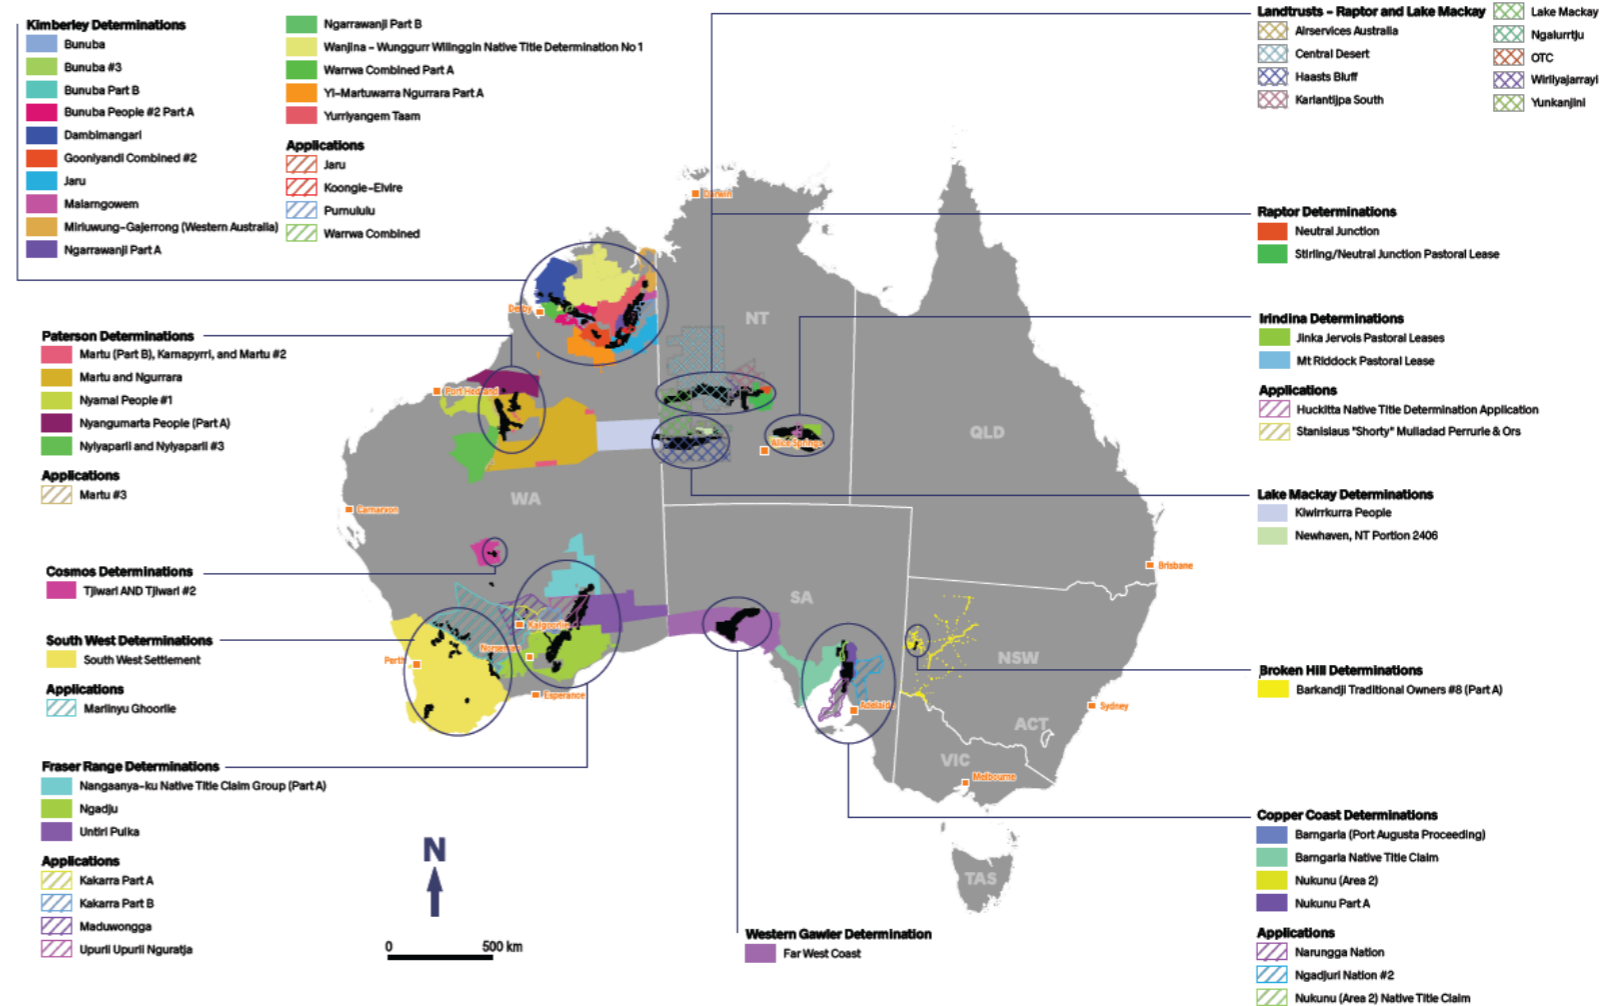 Kimberley Determinations
Bunuba
Bunuba #3
Bunuba Part B
Bunuba People #2 Part A
Dambimangari
Gooniyandi Combined #2
Jaru
Malarngowem
Miriuwung-Gajerrong (Western Australia)
Ngarrawanji Part A
Ngarrawanji Part B
Wanjina - Wunggurr Wilinggin Native Title Determination No 1
Warrwa Combined Part A
Yi-Martuwarra Ngurrara Part A
Yurriyangem Taam
Applications
Jaru
Koongie-Elvire
Purnululu
Warrwa Combined
Landtrusts - Raptor and Lake Mackay
Airservices Australia
Central Desert
Haasts Bluff
Karlantijpa South
Lake Mackay
Ngalurrtju
OTC
Wirliyajarrayi
Yunkanjini
Raptor Determinations
Neutral Junction
Stirling/Neutral Junction Pastoral Lease
Irindina Determinations
Jinka Jervois Pastoral Leases
Mt Riddock Pastoral Lease
Applications
Huckitta Native Title Determination Application
Stanislaus "Shorty" Mulladad Perrurle & Ors
Paterson Determinations
Martu (Part B), Karnapyrri, and Martu #2
Martu and Ngurrara
Nyamal People #1
Nyangumarta People (Part A)
Nyiyaparli and Nyiyaparli #3
Applications
Martu #3
Lake Mackay Determinations
Kiwirrkurra People
Newhaven, NT Portion 2406
Cosmos Determinations
Tjiwarl AND Tjiwarl #2
South West Determinations
South West Settlement
Applications
Marlinyu Ghoorlie
Broken Hill Determinations
Barkandji Traditional Owners #8 (Part A)
Fraser Range Determinations
Nangaanya-ku Native Title Claim Group (Part A)
Ngadju
Untiri Pulka
Applications
Kakarra Part A
Kakarra Part B
Maduwongga
Upurli Upurli Nguratja
Western Gawler Determination
Far West Coast
Copper Coast Determinations
Barngarla (Port Augusta Proceeding)
Barngarla Native Title Claim
Nukunu (Area 2)
Nukunu Part A
Applications
Narungga Nation
Ngadjuri Nation #2
Nukunu (Area 2) Native Title Claim
Darwin
Derby
NT
Port Hedland
Alice Springs
QLD
WA
Carnarvon
Brisbane
SA
Kalgoorlie
Norseman
Perth
Esperance
NSW
Adelaide
Sydney
ACT
VIC
Melbourne
TAS
N
0 500 km